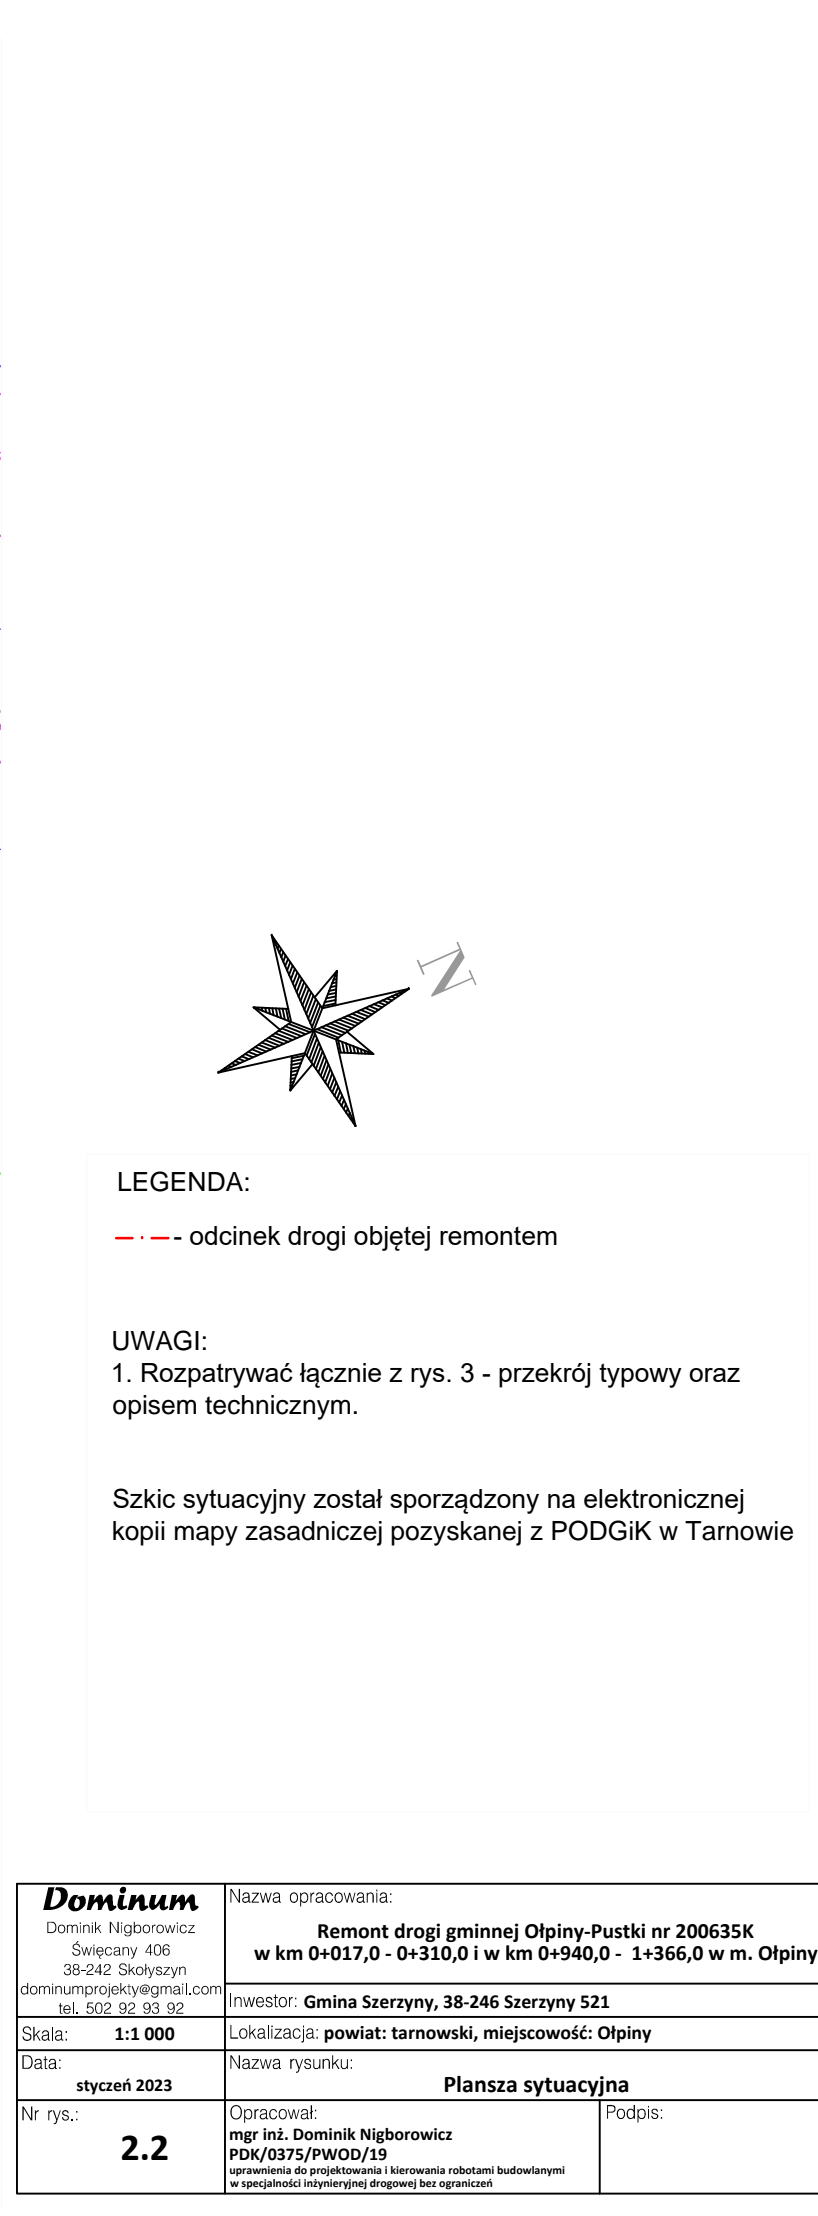 N
LEGENDA:
- odcinek drogi objętej remontem
UWAGI:
1. Rozpatrywać łącznie z rys. 3 - przekrój typowy oraz
opisem technicznym.
Szkic sytuacyjny został sporządzony na elektronicznej
kopii mapy zasadniczej pozyskanej z PODGiK w Tarnowie
Dominum
Dominik Nigborowicz
Święcany 406
38-242 Skołyszyn
dominumprojekty@gmail.com
tel. 502 92 93 92
Nazwa opracowania:
Remont drogi gminnej Ołpiny-Pustki nr 200635K
w km 0+017,0 - 0+310,0 i w km 0+940,0 - 1+366,0 w m. Ołpiny
Inwestor: Gmina Szerzyny, 38-246 Szerzyny 521
Skala: 1:1 000
Lokalizacja: powiat: tarnowski, miejscowość: Ołpiny
Data:
styczeń 2023
Nazwa rysunku:
Plansza sytuacyjna
Nr rys.:
2.2
Opracował:
mgr inż. Dominik Nigborowicz
PDK/0375/PWOD/19
uprawnienia do projektowania i kierowania robotami budowlanymi
w specjalności inżynieryjnej drogowej bez ograniczeń
Podpis: